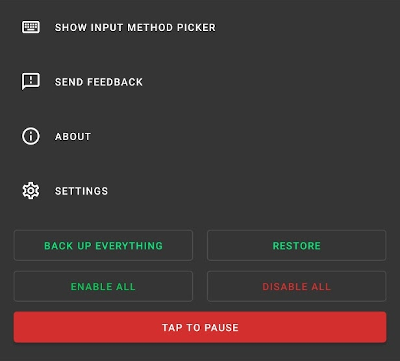 SHOW INPUT METHOD PICKER
SEND FEEDBACK
ABOUT
SETTINGS
BACK UP EVERYTHING
RESTORE
ENABLE ALL
DISABLE ALL
TAP TO PAUSE